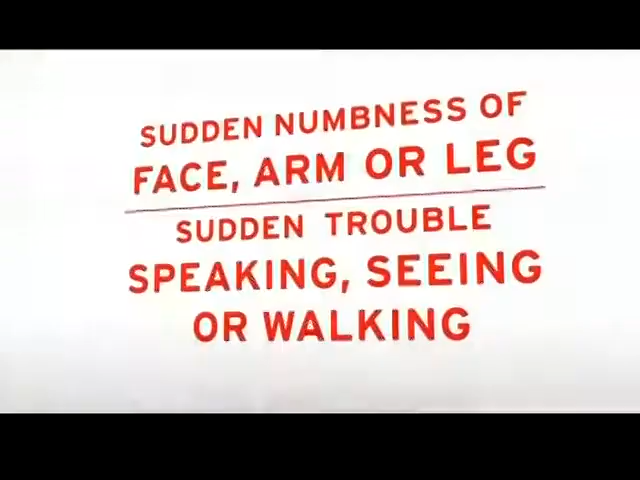 SUDDEN NUMBNESS OF
FACE, ARM OR LEG
SUDDEN TROUBLE
SPEAKING, SEEING
OR WALKING